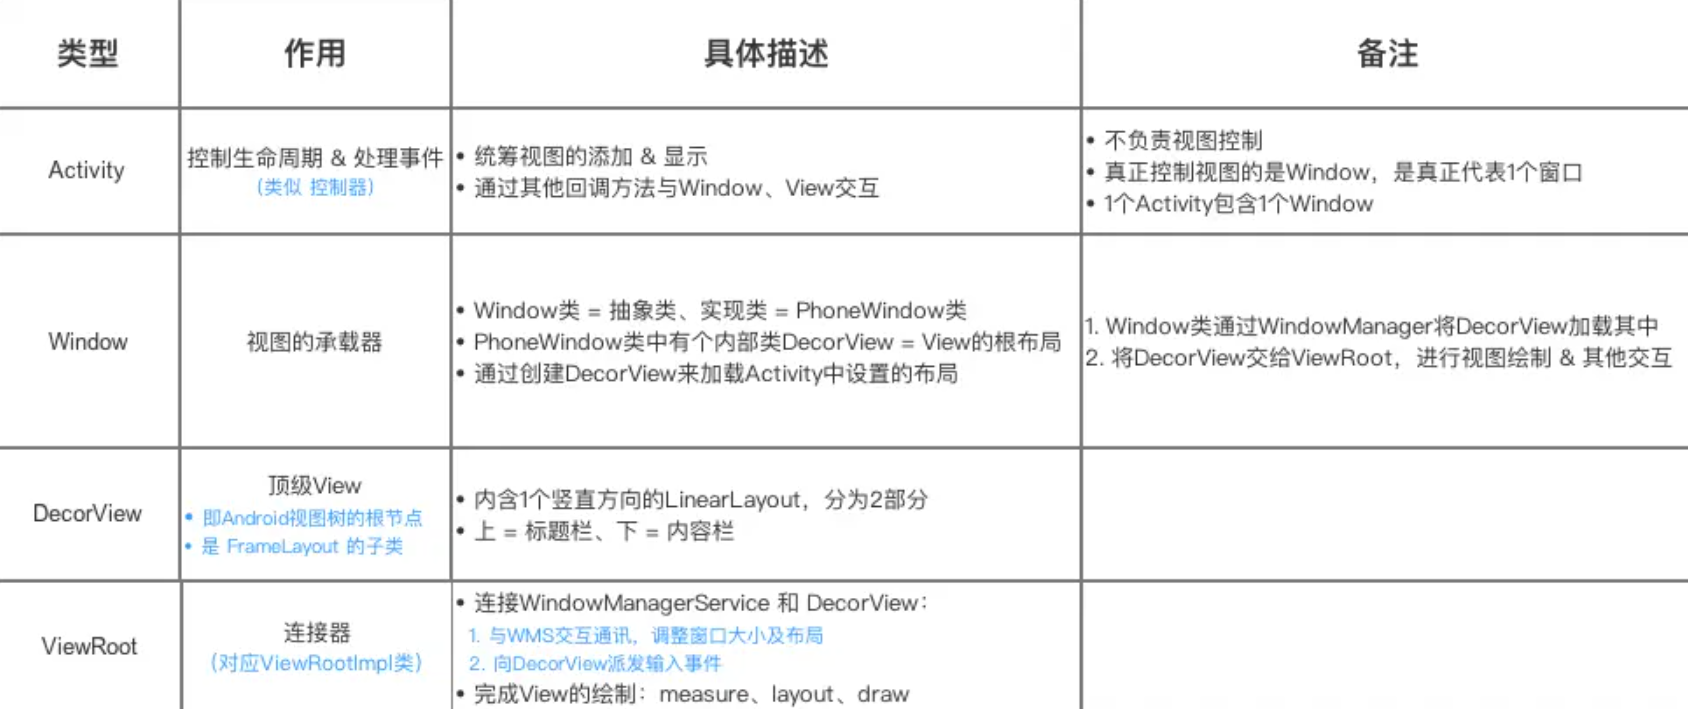 类型
作用
具体描述
备注
Activity
控制生命周期 & 处理事件
（类似 控制器）
• 统筹视图的添加 & 显示
• 通过其他回调方法与Window、View交互
• 不负责视图控制
• 真正控制视图的是Window，是真正代表1个窗口
• 1个Activity包含1个Window
Window
视图的承载器
• Window类 = 抽象类、实现类 = PhoneWindow类
• PhoneWindow类中有个内部类DecorView = View的根布局
• 通过创建DecorView来加载Activity中设置的布局
1. Window类通过WindowManager将DecorView加载其中
2. 将DecorView交给ViewRoot，进行视图绘制 & 其他交互
DecorView
顶级View
• 即Android视图树的根节点
• 是 FrameLayout 的子类
• 内含1个竖直方向的LinearLayout，分为2部分
• 上 = 标题栏、下 = 内容栏
ViewRoot
连接器
（对应ViewRootImpl类）
• 连接WindowManagerService 和 DecorView：
1. 与WMS交互通讯，调整窗口大小及布局
2. 向DecorView派发输入事件
• 完成View的绘制：measure、layout、draw